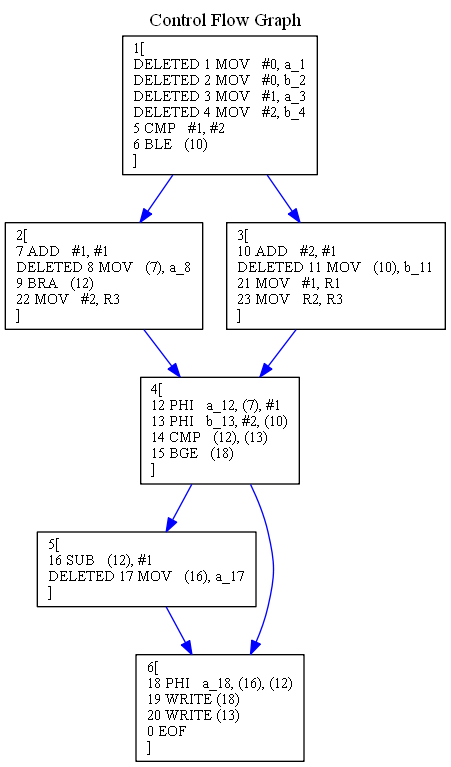 Control Flow Graph
1[
DELETED 1 MOV #0, a_1
DELETED 2 MOV #0, b_2
DELETED 3 MOV #1, a_3
DELETED 4 MOV #2, b_4
5 CMP #1, #2
6 BLE (10)
]
2[
7 ADD #1, #1
DELETED 8 MOV (7), a_8
9 BRA (12)
22 MOV #2, R3
]
3[
10 ADD #2, #1
DELETED 11 MOV (10), b_11
21 MOV #1, R1
23 MOV R2, R3
]
4[
12 PHI a_12, (7), #1
13 PHI b_13, #2, (10)
14 CMP (12), (13)
15 BGE (18)
]
5[
16 SUB (12), #1
DELETED 17 MOV (16), a_17
]
6[
18 PHI a_18, (16), (12)
19 WRITE (18)
20 WRITE (13)
0 EOF
]